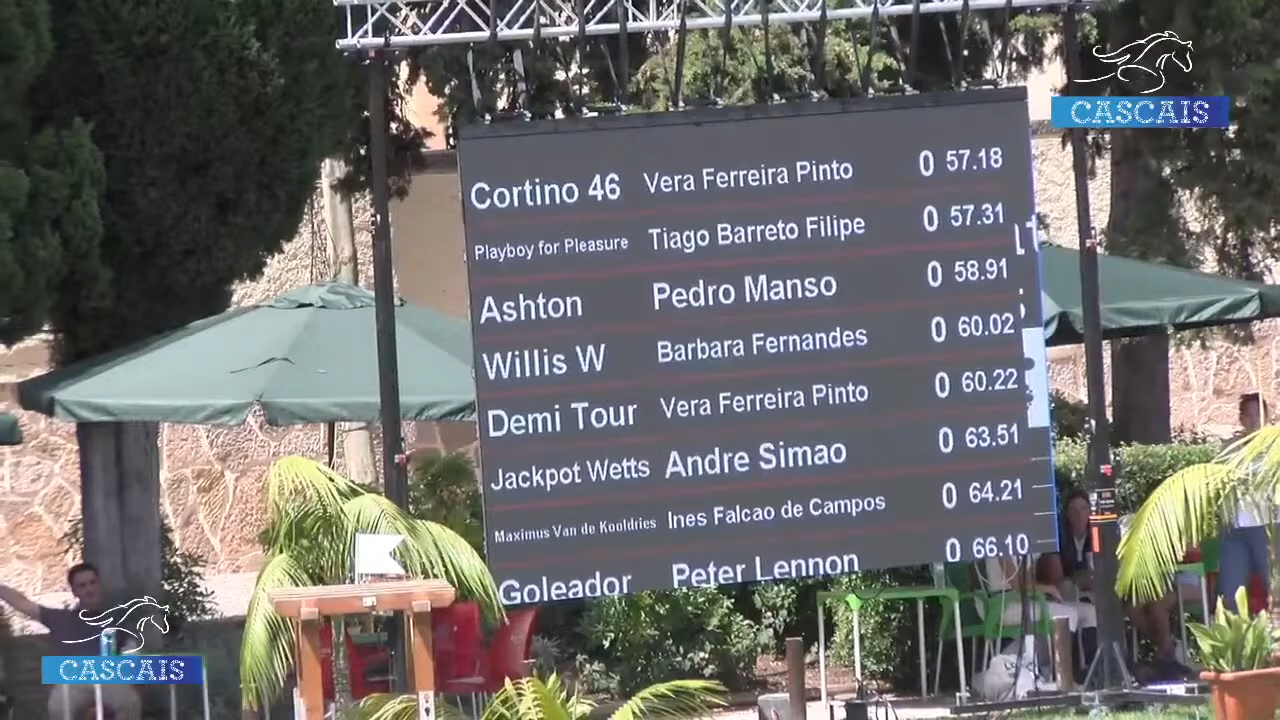 CASCAIS
Cortino 46 Vera Ferreira Pinto 0 57.18
Playboy for Pleasure Tiago Barreto Filipe 0 57.31
Ashton Pedro Manso 0 58.91
Willis W Barbara Fernandes 0 60.02
Demi Tour Vera Ferreira Pinto 0 60.22
Jackpot Wetts Andre Simao 0 63.51
Maximus Van de Kooldries Ines Falcao de Campos 0 64.21
Goleador Peter Lennon 0 66.10
CASCAIS